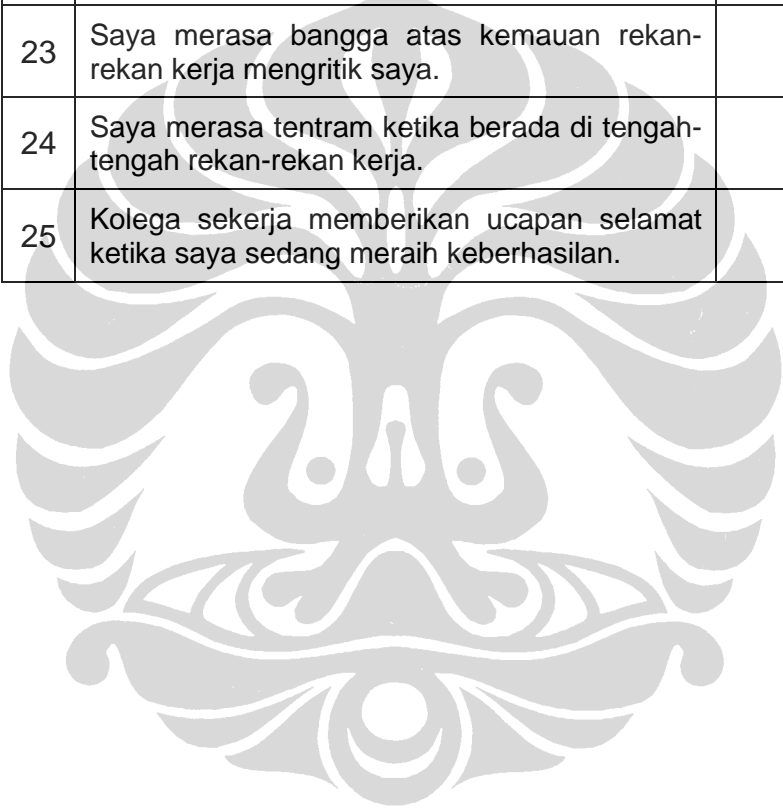 23 Saya merasa bangga atas kemauan rekan-
rekan kerja mengritik saya.
24 Saya merasa tentram ketika berada di tengah-
tengah rekan-rekan kerja.
25 Kolega sekerja memberikan ucapan selamat
ketika saya sedang meraih keberhasilan.